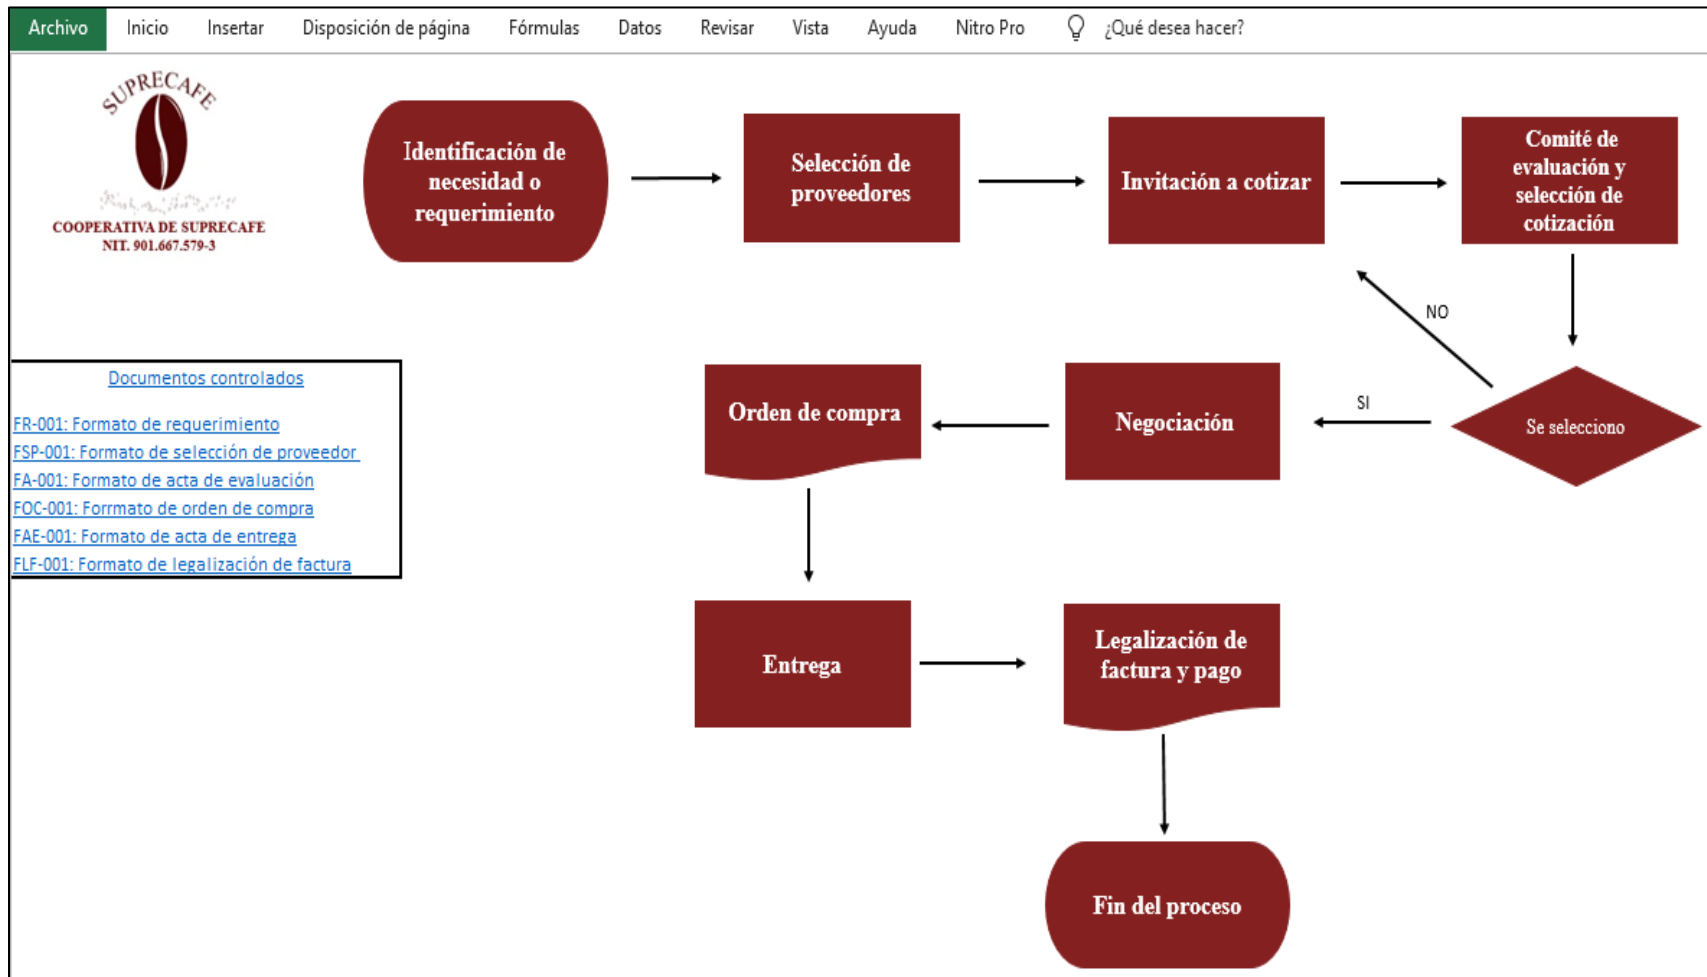 Archivo Inicio Insertar Disposición de página Fórmulas Datos Revisar Vista Ayuda Nitro Pro ¿Qué desea hacer?
SUPRECAFE
COOPERATIVA DE SUPRECAFE
NIT. 901.667.579-3
Identificación de
necesidad o
requerimiento
Selección de
proveedores
Invitación a cotizar
Comité de
evaluación y
selección de
cotización
NO
Se selecciono
SI
Negociación
Orden de compra
Documentos controlados
FR-001: Formato de requerimiento
FSP-001: Formato de selección de proveedor
FA-001: Formato de acta de evaluación
FOC-001: Forrmato de orden de compra
FAE-001: Formato de acta de entrega
FLF-001: Formato de legalización de factura
Entrega
Legalización de
factura y pago
Fin del proceso